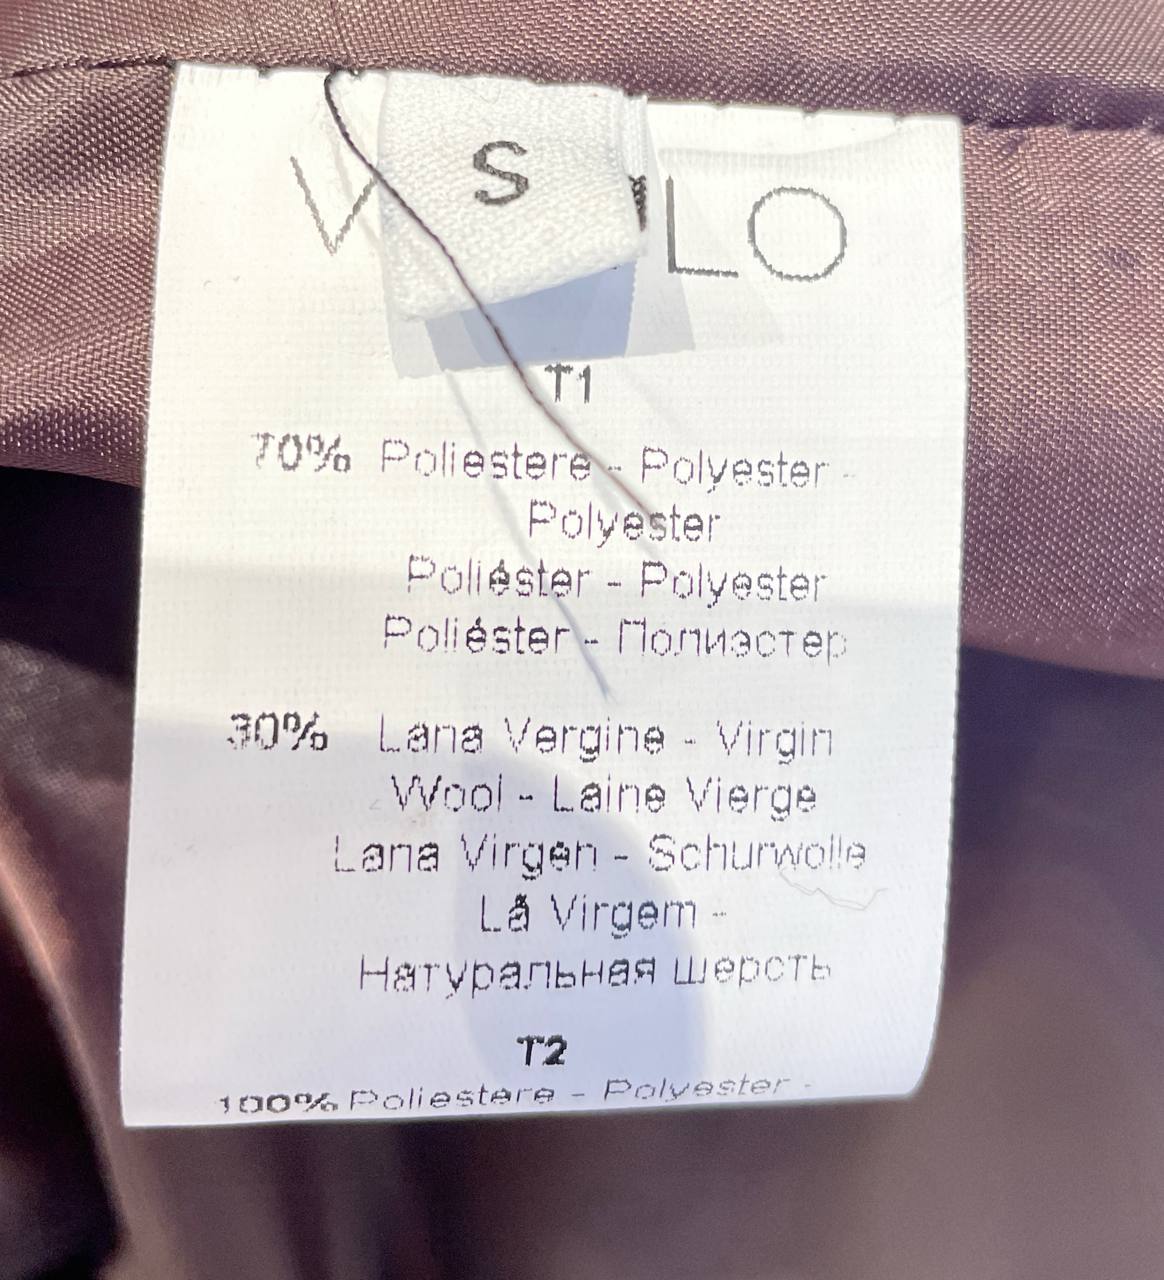 S
LO
T1
70% Poliestere - Polyester -
Polyester
Poliéster - Polyester
Poliéster - Полиэстер
30% Lana Vergine - Virgin
Wool - Laine Vierge
Lana Virgen - Schurwolle
Lã Virgem -
Натуральная шерсть
T2
100% Poliestere - Polyester -